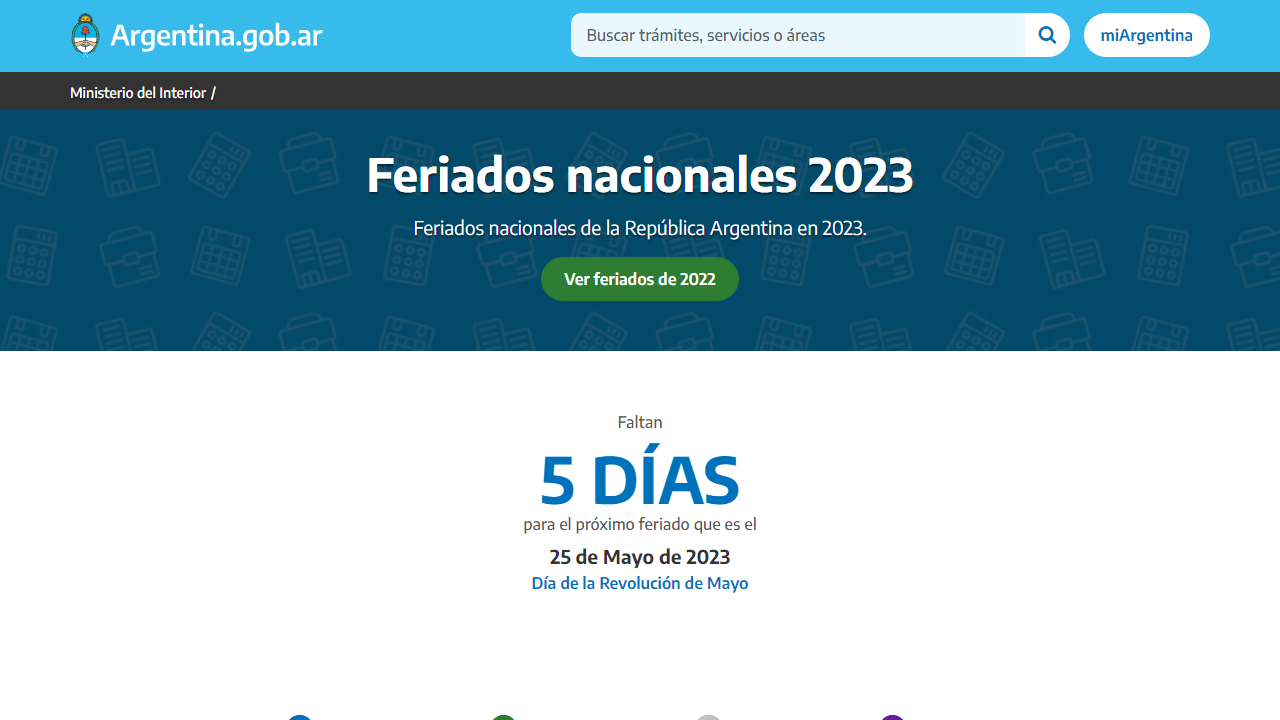 Argentina.gob.ar
Buscar trámites, servicios o áreas
miArgentina
Ministerio del Interior /
Feriados nacionales 2023
Feriados nacionales de la República Argentina en 2023.
Ver feriados de 2022
Faltan
5 DÍAS
para el próximo feriado que es el
25 de Mayo de 2023
Día de la Revolución de Mayo